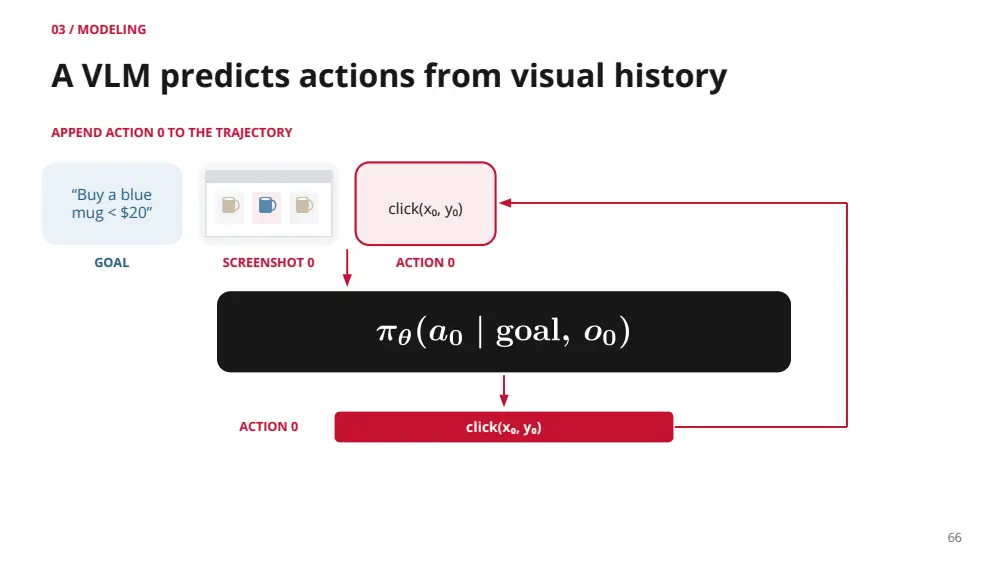 03 / MODELING
A VLM predicts actions from visual history
APPEND ACTION 0 TO THE TRAJECTORY
“Buy a blue
mug < $20”
click(x₀, y₀)
GOAL
SCREENSHOT 0
ACTION 0
π_θ(a₀ | goal, o₀)
ACTION 0
click(x₀, y₀)
66